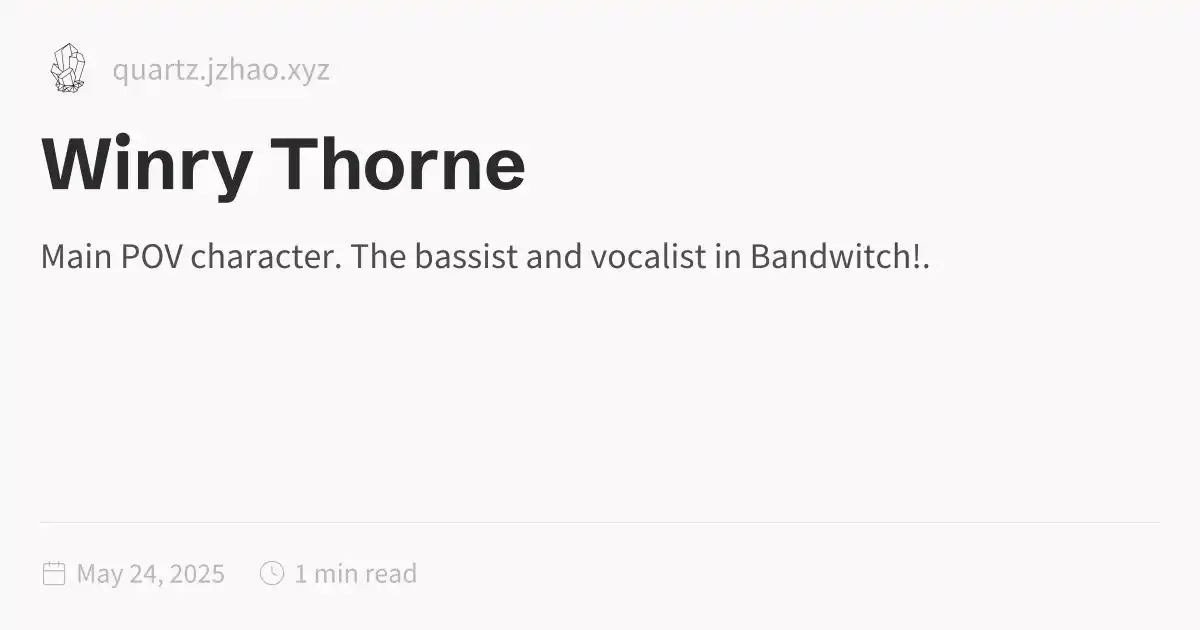 quartz.jzhao.xyz
Winry Thorne
Main POV character. The bassist and vocalist in Bandwitch!.
May 24, 2025 1 min read